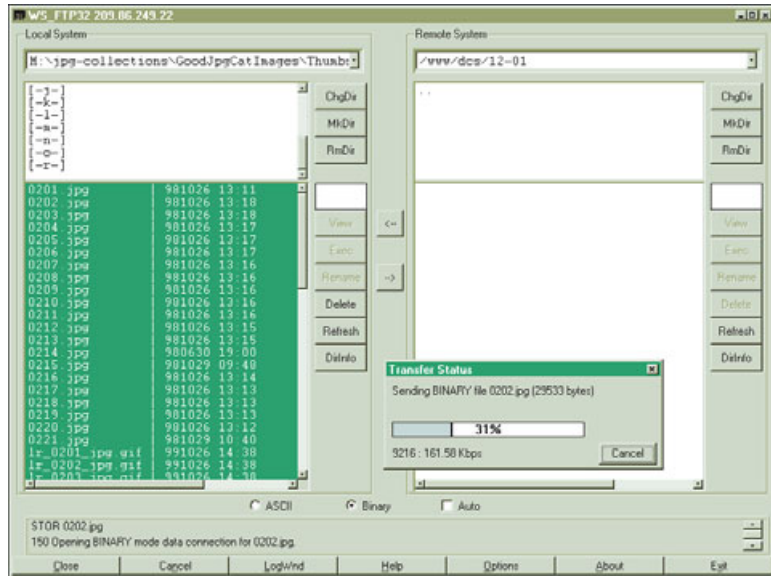 WS_FTP32 209.86.249.22
Local System
Remote System
M:\jpg-collections\GoodJpgCatImages\Thumb
/www/dcs/12-01
[-j-]
[-k-]
[-l-]
[-m-]
[-n-]
[-o-]
[-r-]
ChgDir
MkDir
RmDir
..
ChgDir
MkDir
RmDir
0201.jpg | 981026 13:11
0202.jpg | 981026 13:18
0203.jpg | 981026 13:18
0204.jpg | 981026 13:17
0205.jpg | 981026 13:17
0206.jpg | 981026 13:17
0207.jpg | 981026 13:16
0208.jpg | 981026 13:16
0209.jpg | 981026 13:16
0210.jpg | 981026 13:16
0211.jpg | 981026 13:16
0212.jpg | 981026 13:15
0213.jpg | 981026 13:15
0214.jpg | 980630 19:00
0215.jpg | 981029 09:48
0216.jpg | 981026 13:14
0217.jpg | 981026 13:13
0218.jpg | 981026 13:13
0219.jpg | 981026 13:13
0220.jpg | 981026 13:12
0221.jpg | 981029 10:40
lr_0201_jpg.gif | 991026 14:38
lr_0202_jpg.gif | 991026 14:38
lr_0203_jpg.gif | 991026 14:38
View
Exec
Rename
Delete
Refresh
DirInfo
<--
-->
View
Exec
Rename
Delete
Refresh
DirInfo
Transfer Status
Sending BINARY file 0202.jpg (29533 bytes)
31%
9216 : 161.58 Kbps
Cancel
ASCII
Binary
Auto
STOR 0202.jpg
150 Opening BINARY mode data connection for 0202.jpg.
Close
Cancel
LogWnd
Help
Options
About
Exit